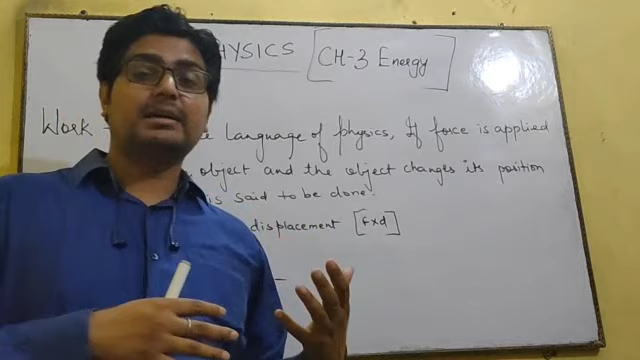 HYSICS [CH-3 Energy]
Work - language of physics, If force is applied
object and the object changes its position
is said to be done.
displacement [f×d]
-